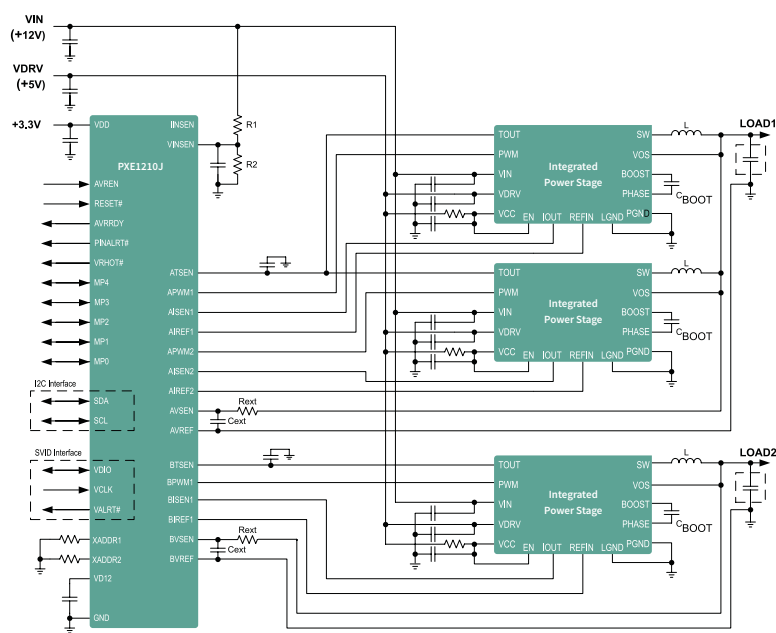 VIN
(+12V)
VDRV
(+5V)
+3.3V
VDD
IINSEN
VINSEN
R1
R2
PXE1210J
AVREN
RESET#
AVRRDY
PINALRT#
VRHOT#
MP4
MP3
MP2
MP1
MP0
I2C Interface
SDA
SCL
SVID Interface
VDIO
VCLK
VALRT#
XADDR1
XADDR2
VD12
GND
ATSEN
APWM1
AISEN1
AIREF1
APWM2
AISEN2
AIREF2
AVSEN
AVREF
Rext
Cext
BTSEN
BPWM1
BISEN1
BIREF1
BVSEN
BVREF
Rext
Cext
TOUT
PWM
VIN
VDRV
VCC
EN
IOUT
REFIN
LGND
PGND
PHASE
BOOST
VOS
SW
Integrated
Power Stage
L
LOAD1
CBOOT
TOUT
PWM
VIN
VDRV
VCC
EN
IOUT
REFIN
LGND
PGND
PHASE
BOOST
VOS
SW
Integrated
Power Stage
L
CBOOT
TOUT
PWM
VIN
VDRV
VCC
EN
IOUT
REFIN
LGND
PGND
PHASE
BOOST
VOS
SW
Integrated
Power Stage
L
LOAD2
CBOOT